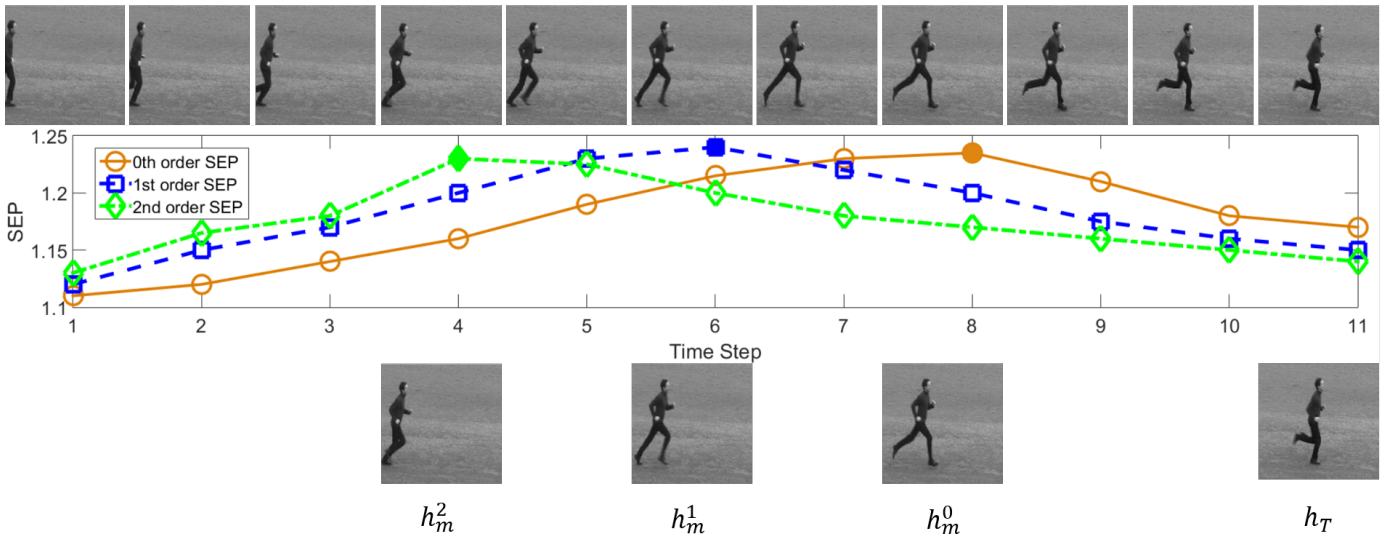 1.25
1.2
1.15
1.1
SEP
0th order SEP
1st order SEP
2nd order SEP
1 2 3 4 5 6 7 8 9 10 11
Time Step
h_m^2 h_m^1 h_m^0 h_T